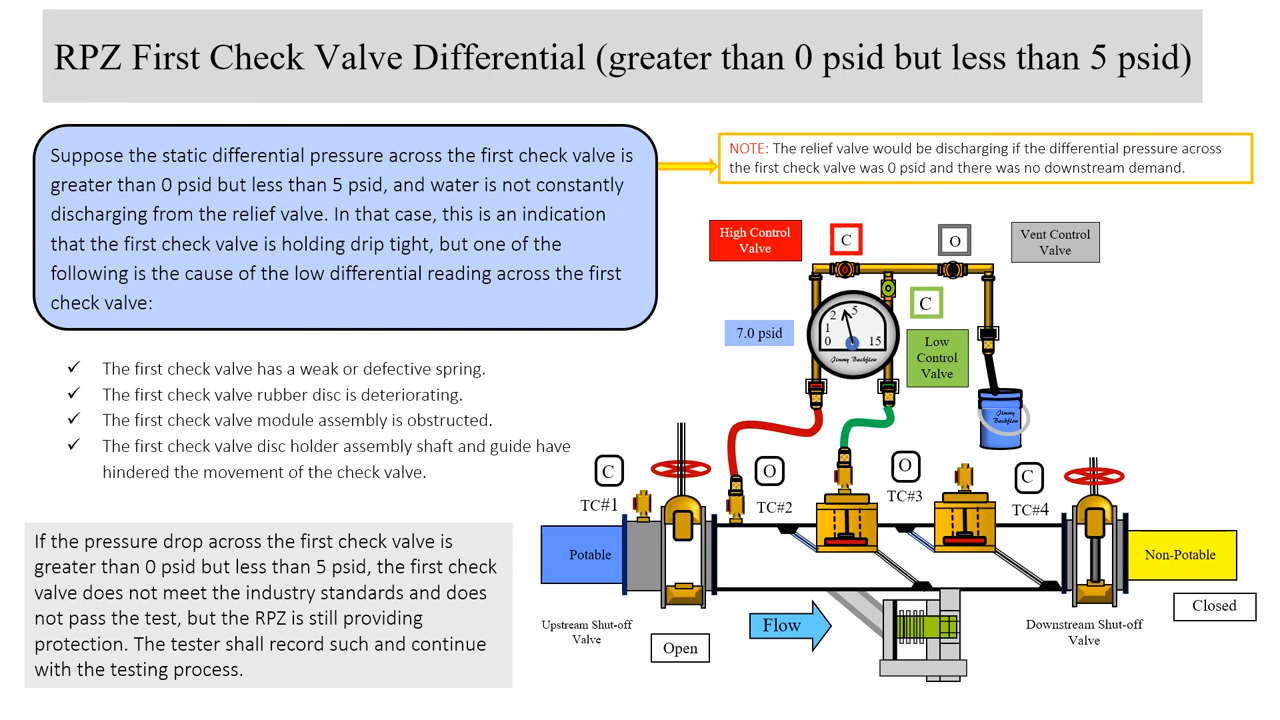 RPZ First Check Valve Differential (greater than 0 psid but less than 5 psid)
Suppose the static differential pressure across the first check valve is
greater than 0 psid but less than 5 psid, and water is not constantly
discharging from the relief valve. In that case, this is an indication
that the first check valve is holding drip tight, but one of the
following is the cause of the low differential reading across the first
check valve:
NOTE: The relief valve would be discharging if the differential pressure across
the first check valve was 0 psid and there was no downstream demand.
✓ The first check valve has a weak or defective spring.
✓ The first check valve rubber disc is deteriorating.
✓ The first check valve module assembly is obstructed.
✓ The first check valve disc holder assembly shaft and guide have
hindered the movement of the check valve.
If the pressure drop across the first check valve is
greater than 0 psid but less than 5 psid, the first check
valve does not meet the industry standards and does
not pass the test, but the RPZ is still providing
protection. The tester shall record such and continue
with the testing process.
High Control
Valve
C
O
Vent Control
Valve
C
7.0 psid
2 5
1
0 15
Jimmy Backflow
Low
Control
Valve
Jimmy
Backflow
C
TC#1
O
TC#2
O
TC#3
C
TC#4
Potable
Non-Potable
Upstream Shut-off
Valve
Open
Flow
Downstream Shut-off
Valve
Closed